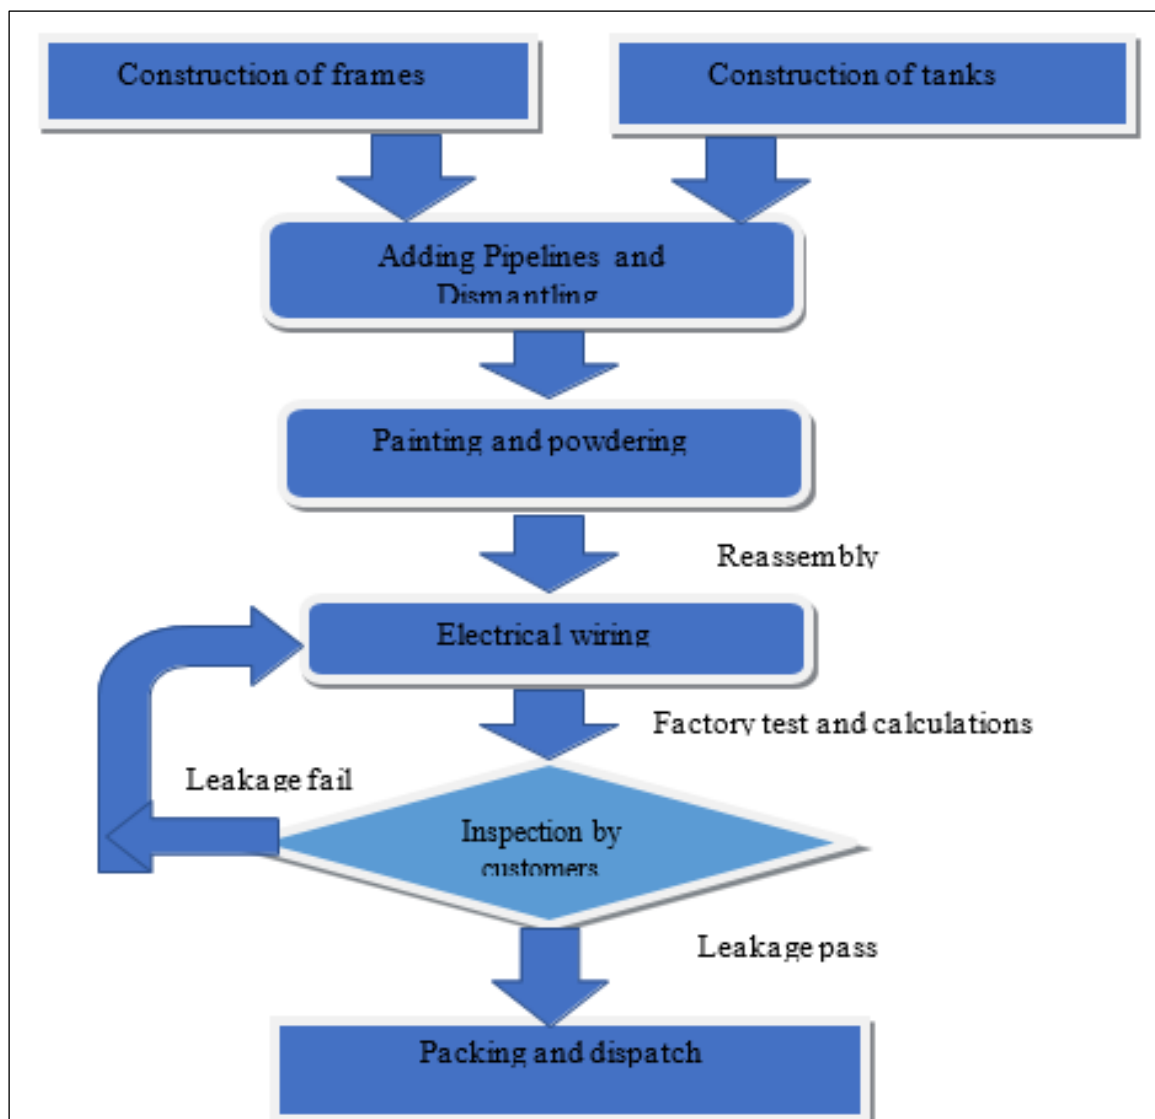 Construction of frames
Construction of tanks
Adding Pipelines and
Dismantling
Painting and powdering
Reassembly
Electrical wiring
Factory test and calculations
Leakage fail
Inspection by
customers
Leakage pass
Packing and dispatch